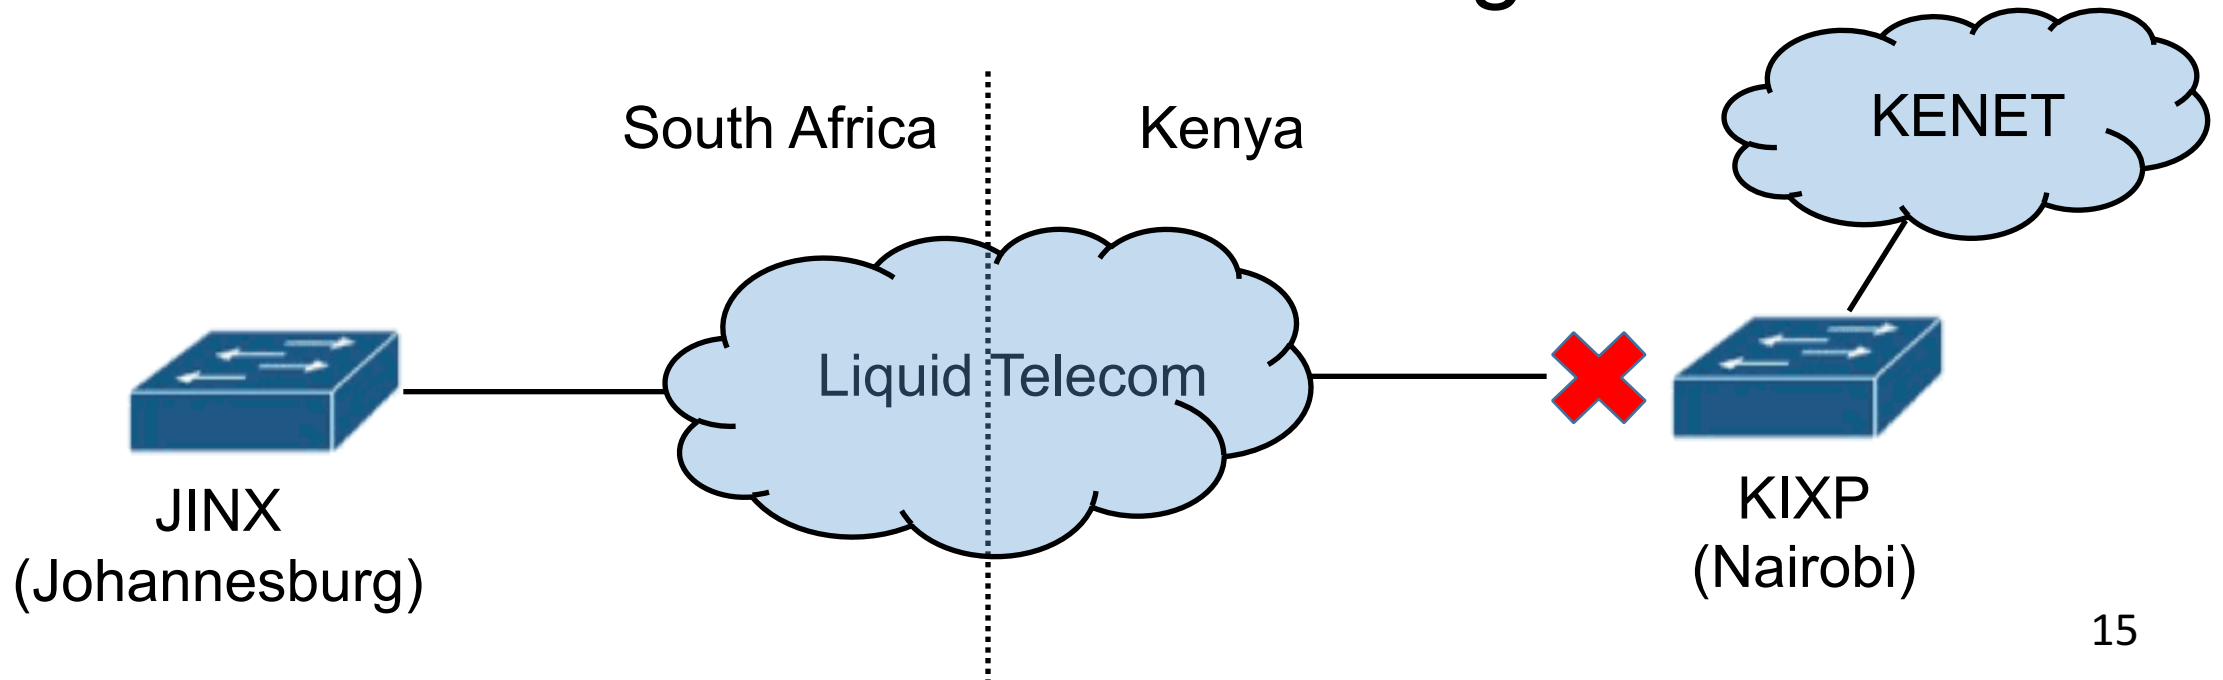 South Africa
Kenya
KENET
Liquid Telecom
JINX
(Johannesburg)
KIXP
(Nairobi)
15